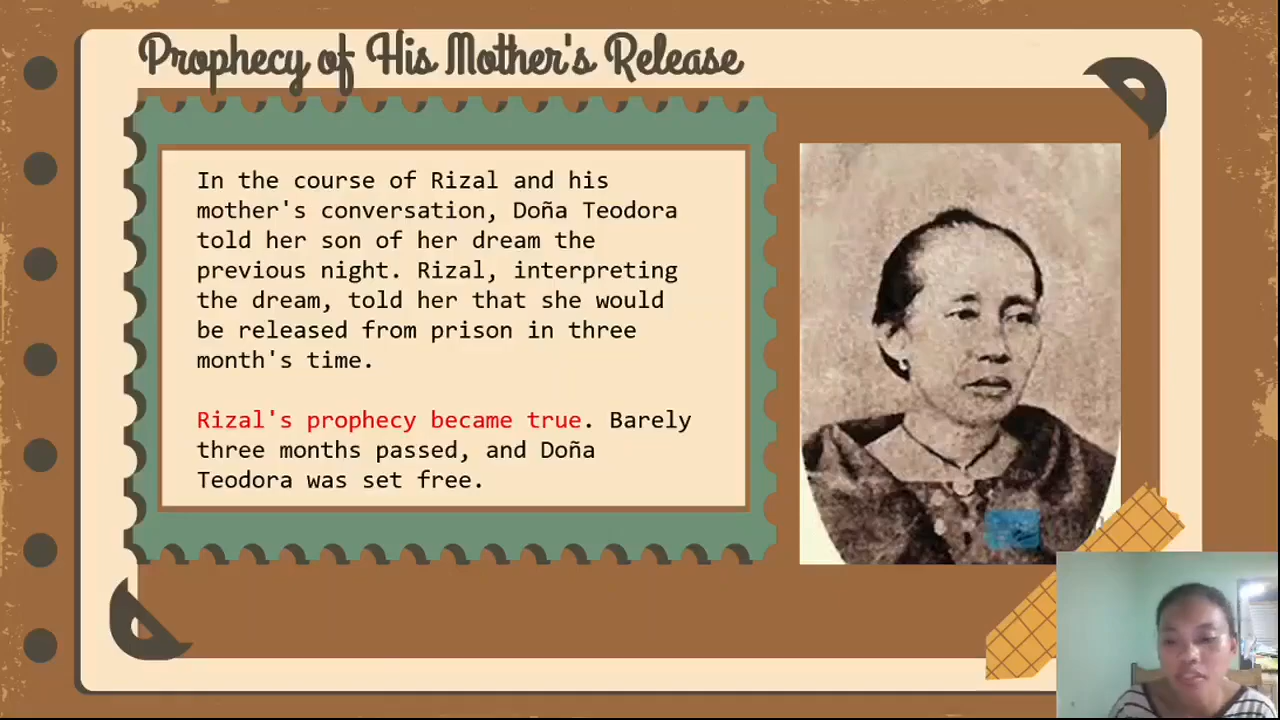 Prophecy of His Mother's Release
In the course of Rizal and his
mother's conversation, Doña Teodora
told her son of her dream the
previous night. Rizal, interpreting
the dream, told her that she would
be released from prison in three
month's time.
Rizal's prophecy became true. Barely
three months passed, and Doña
Teodora was set free.